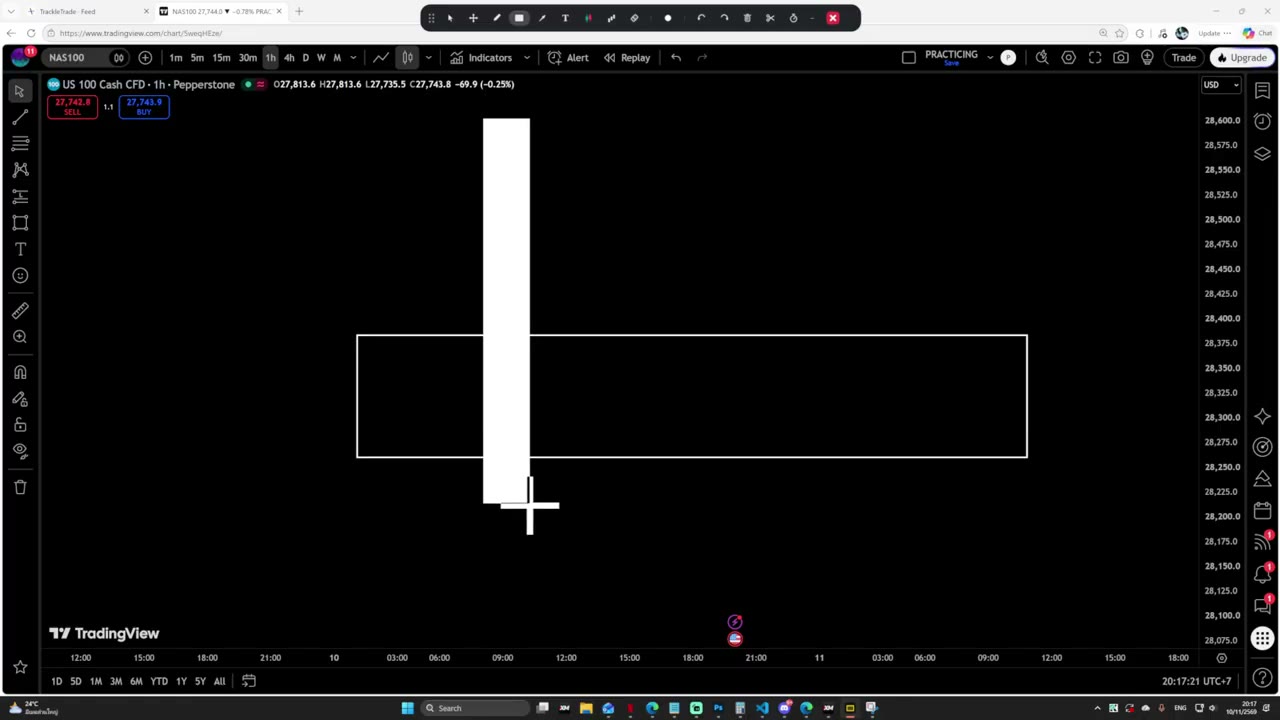 TrackleTrade - Feed
NAS100 27,744.0 ▼ −0.78% PRAC
https://www.tradingview.com/chart/5weqHEze/
Update
Chat
11
NAS100
1m 5m 15m 30m 1h 4h D W M
Indicators
Alert
Replay
PRACTICING
Save
P
Trade
Upgrade
100 US 100 Cash CFD · 1h · Pepperstone
O27,813.6 H27,813.6 L27,735.5 C27,743.8 −69.9 (−0.25%)
27,742.8
SELL
1.1
27,743.9
BUY
USD
28,600.0
28,575.0
28,550.0
28,525.0
28,500.0
28,475.0
28,450.0
28,425.0
28,400.0
28,375.0
28,350.0
28,325.0
28,300.0
28,275.0
28,250.0
28,225.0
28,200.0
28,175.0
28,150.0
28,125.0
28,100.0
28,075.0
TradingView
12:00 15:00 18:00 21:00 10 03:00 06:00 09:00 12:00 15:00 18:00 21:00 11 03:00 06:00 09:00 12:00 15:00 18:00
1D 5D 1M 3M 6M YTD 1Y 5Y All
20:17:21 UTC+7
24°C
Search
ENG
20:17
10/11/2569